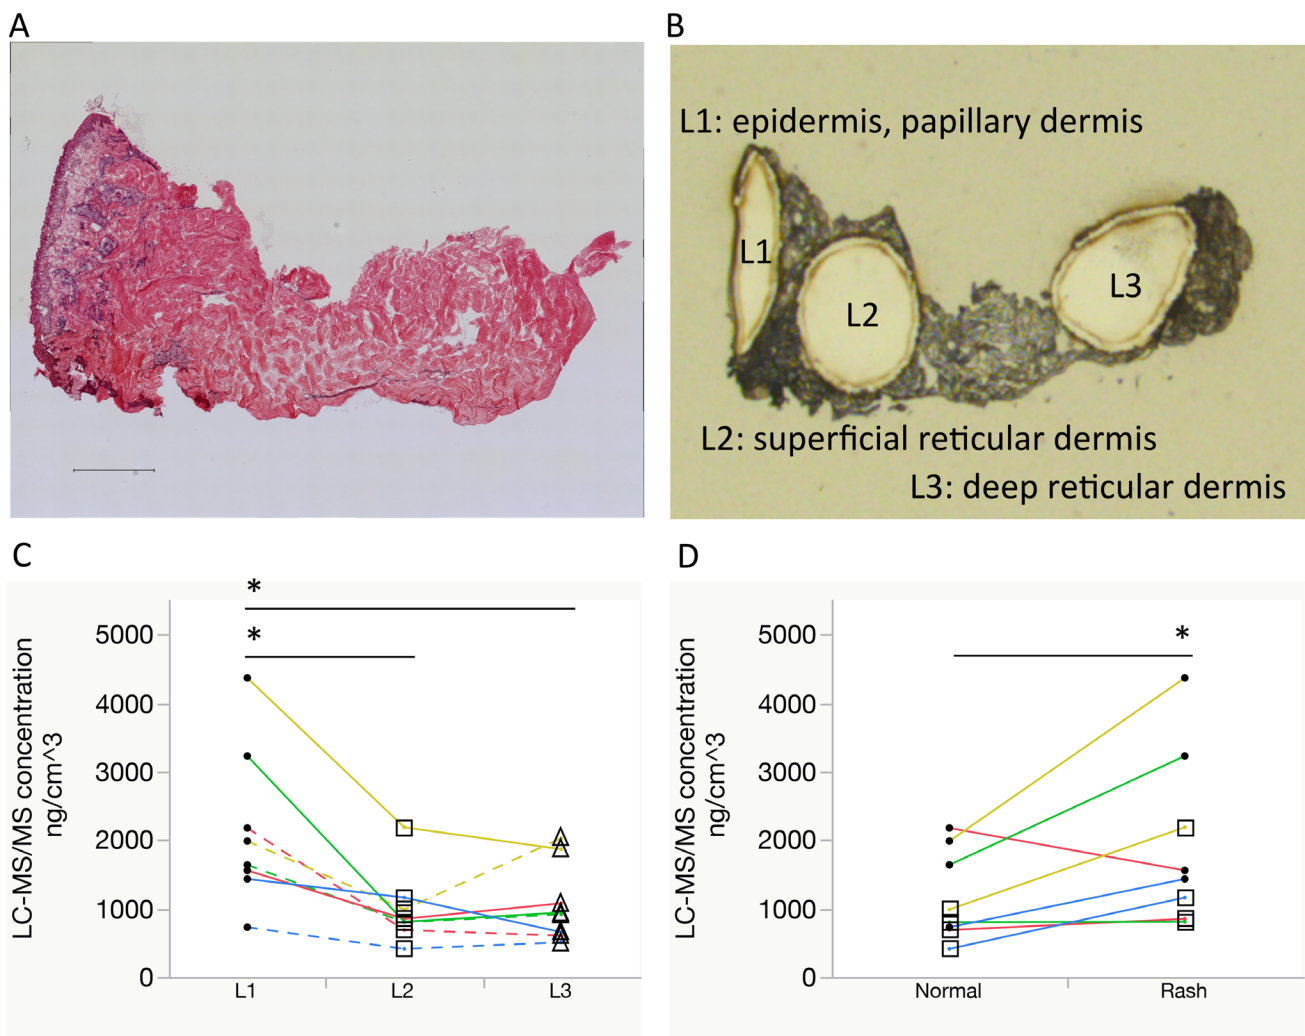 A
B
L1: epidermis, papillary dermis
L1
L2
L3
L2: superficial reticular dermis
L3: deep reticular dermis
C
LC-MS/MS concentration
ng/cm^3
*
*
5000
4000
3000
2000
1000
0
L1
L2
L3
D
LC-MS/MS concentration
ng/cm^3
*
5000
4000
3000
2000
1000
0
Normal
Rash